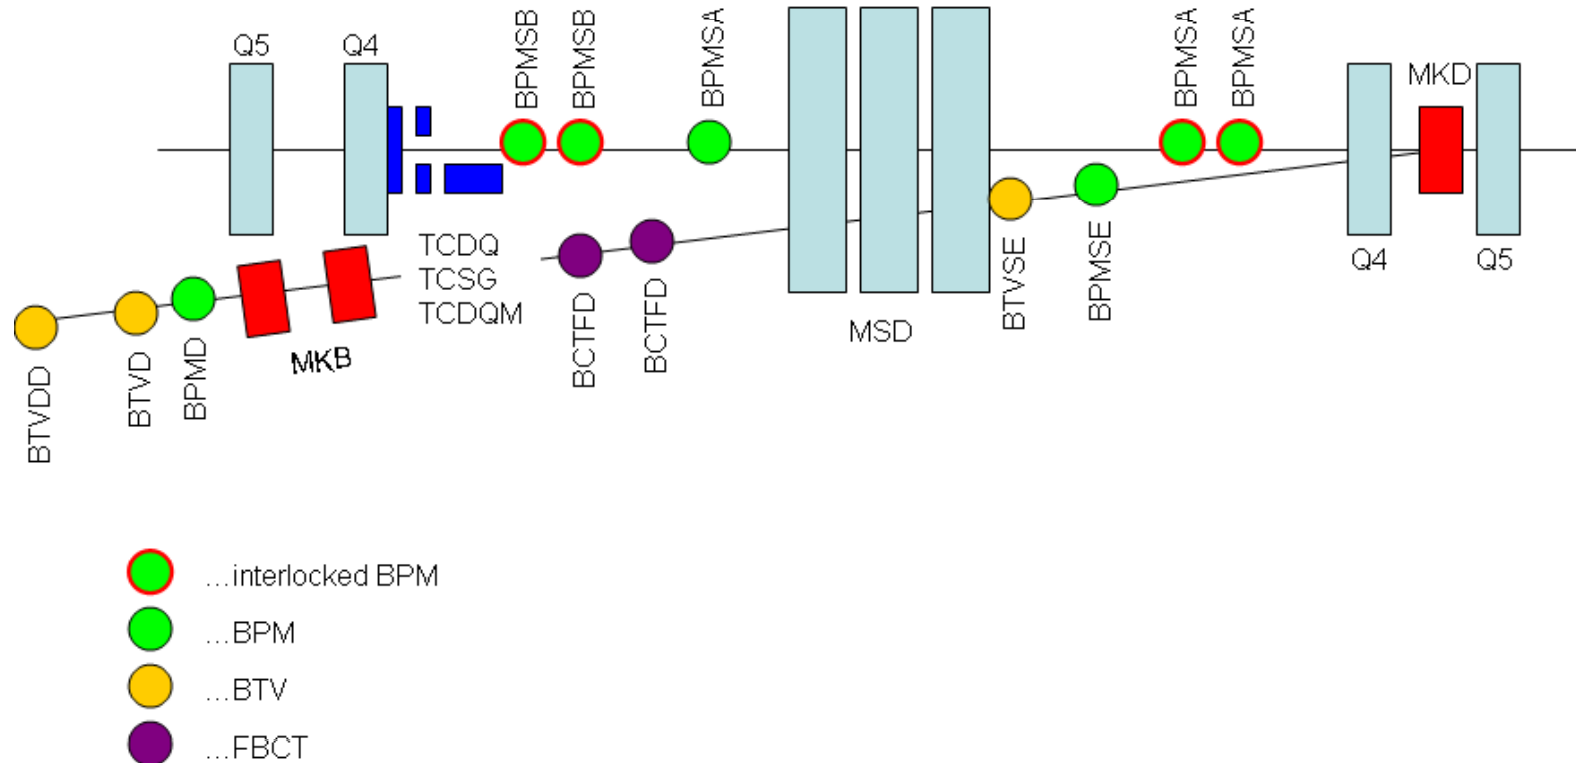 Q5
Q4
BPMSB
BPMSB
BPMSA
BPMSA
BPMSA
MKD
TCDQ
TCSG
TCDQM
BTVSE
BPMSE
Q4
Q5
MSD
BCTFD
BCTFD
MKB
BPMD
BTVD
BTVDD
...interlocked BPM
...BPM
...BTV
...FBCT